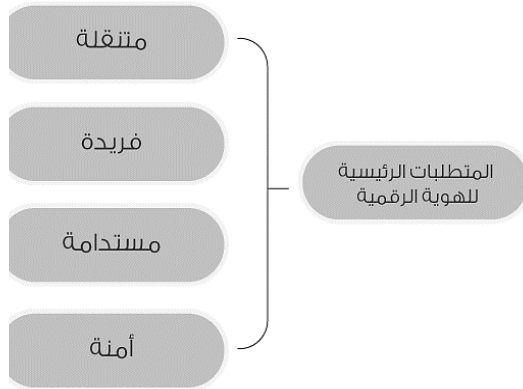 المتطلبات الرئيسية
للهوية الرقمية
متنقلة
فريدة
مستدامة
أمنة